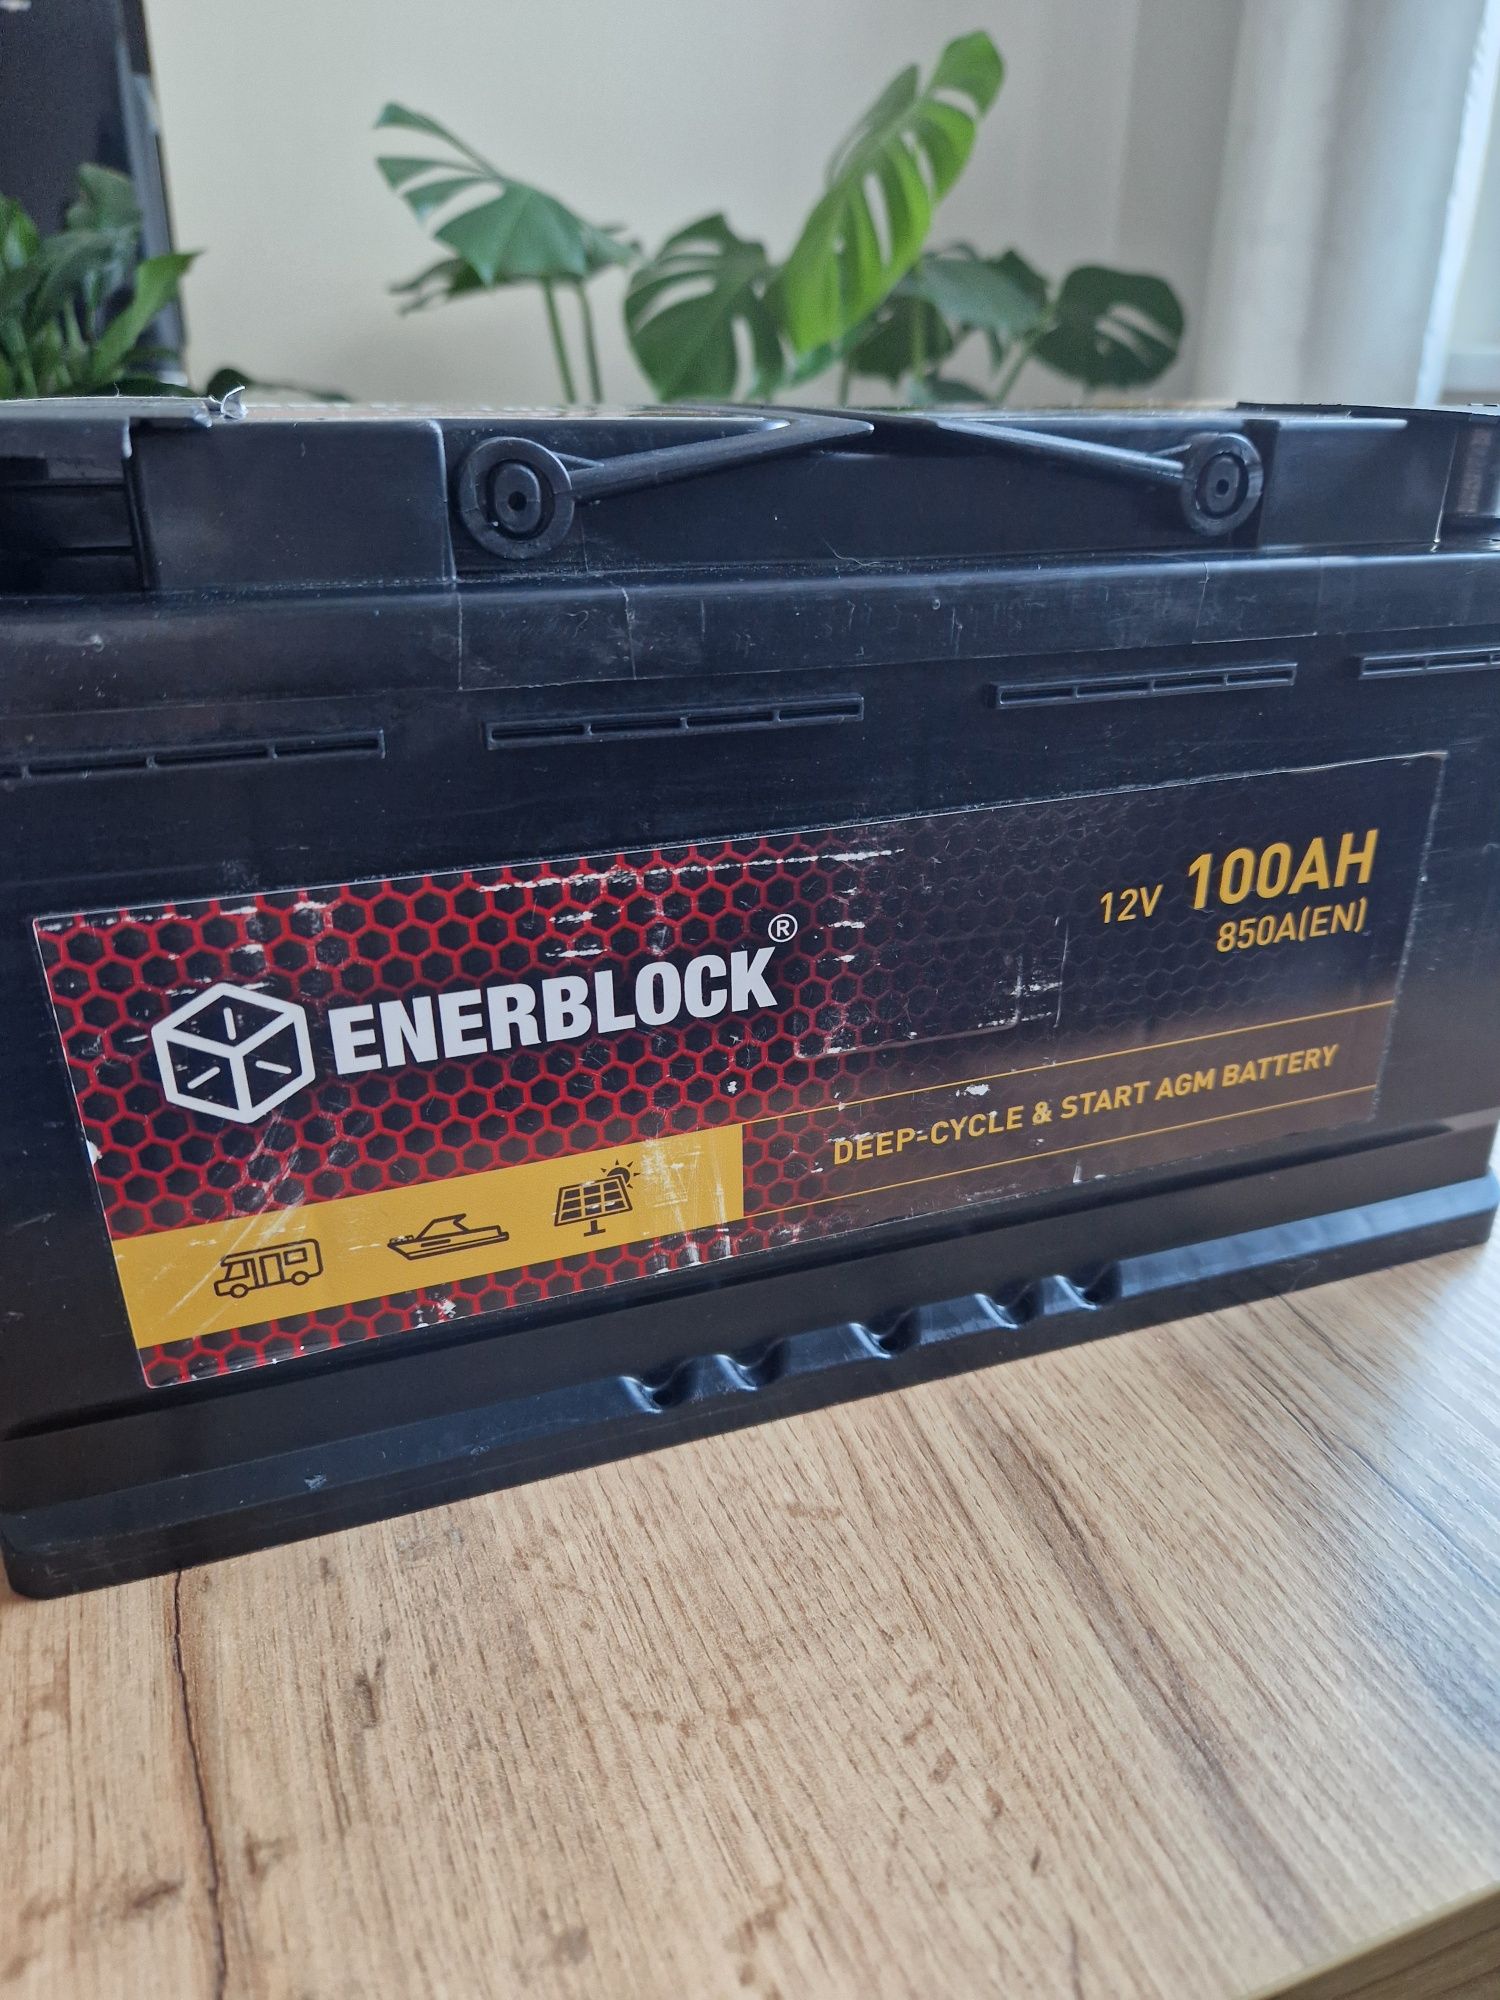 ENERBLOCK®
12V 100AH
850A(EN)
DEEP-CYCLE & START AGM BATTERY